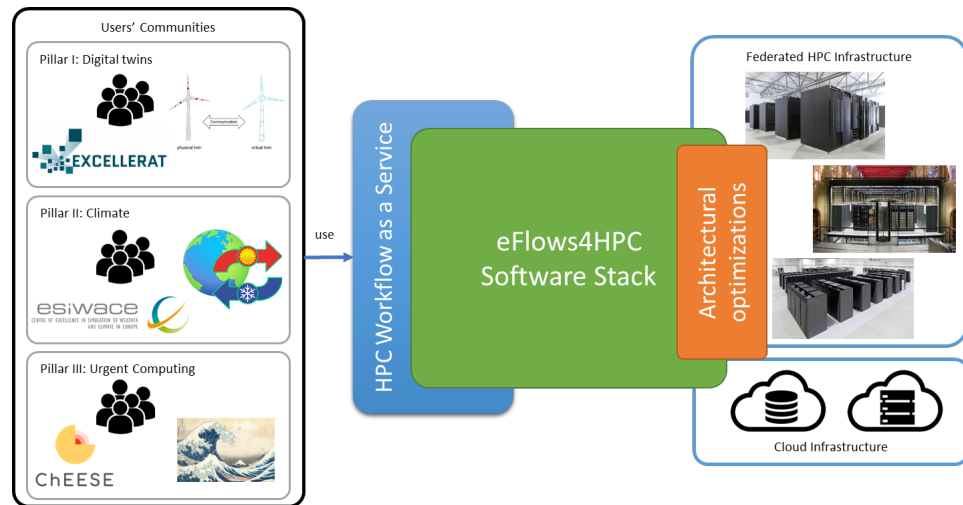 Users' Communities
Pillar I: Digital twins
Communication
physical twin
virtual twin
EXCELLERAT
Pillar II: Climate
esiwace
CENTRE OF EXCELLENCE IN SIMULATION OF WEATHER
AND CLIMATE IN EUROPE
Pillar III: Urgent Computing
ChEESE
use
HPC Workflow as a Service
eFlows4HPC
Software Stack
Architectural
optimizations
Federated HPC Infrastructure
Cloud Infrastructure